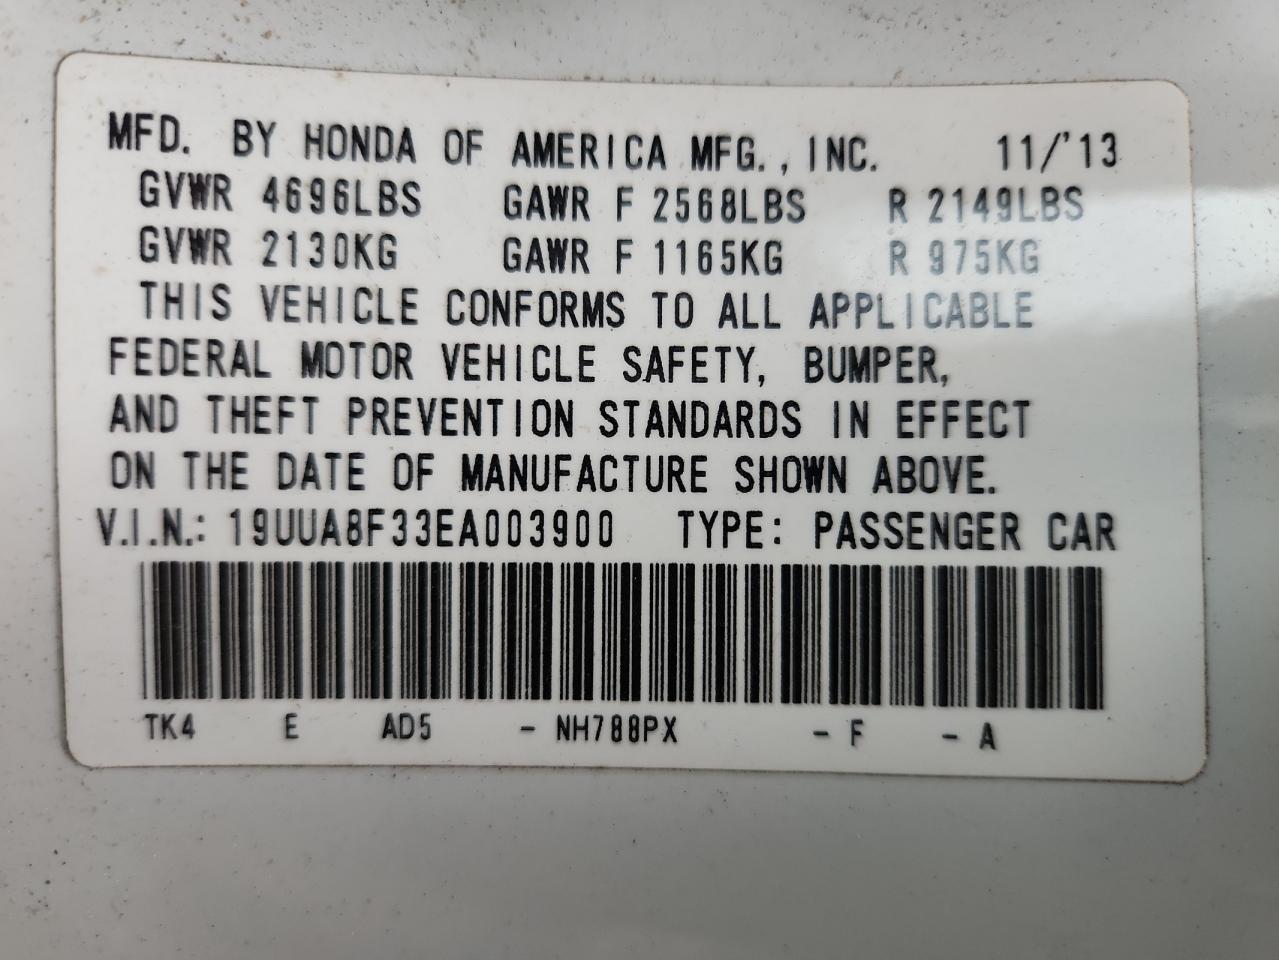 MFD. BY HONDA OF AMERICA MFG., INC. 11/'13
GVWR 4696LBS GAWR F 2568LBS R 2149LBS
GVWR 2130KG GAWR F 1165KG R 975KG
THIS VEHICLE CONFORMS TO ALL APPLICABLE
FEDERAL MOTOR VEHICLE SAFETY, BUMPER,
AND THEFT PREVENTION STANDARDS IN EFFECT
ON THE DATE OF MANUFACTURE SHOWN ABOVE.
V.I.N.: 19UUA8F33EA003900 TYPE: PASSENGER CAR
TK4 E AD5 - NH788PX - F - A